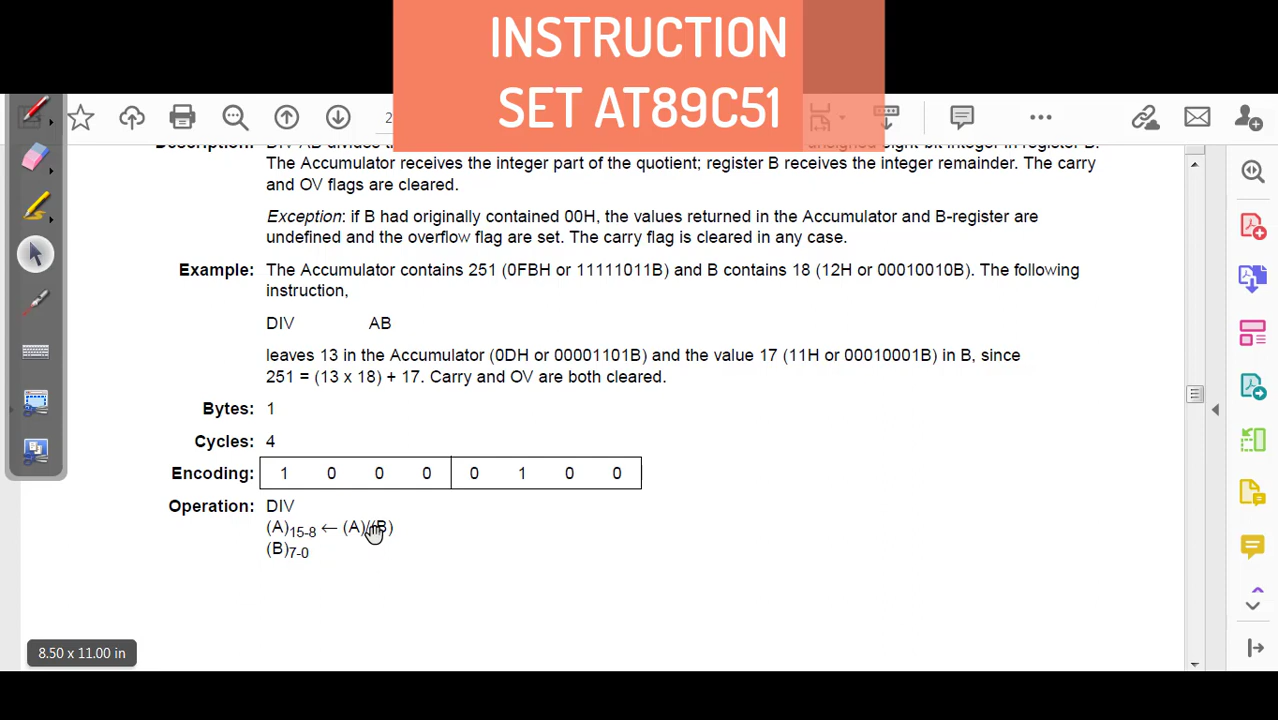 INSTRUCTION
SET AT89C51
2
The Accumulator receives the integer part of the quotient; register B receives the integer remainder. The carry
and OV flags are cleared.
Exception: if B had originally contained 00H, the values returned in the Accumulator and B-register are
undefined and the overflow flag are set. The carry flag is cleared in any case.
Example: The Accumulator contains 251 (0FBH or 11111011B) and B contains 18 (12H or 00010010B). The following
instruction,
DIV AB
leaves 13 in the Accumulator (0DH or 00001101B) and the value 17 (11H or 00010001B) in B, since
251 = (13 x 18) + 17. Carry and OV are both cleared.
Bytes: 1
Cycles: 4
Encoding: 1 0 0 0 0 1 0 0
Operation: DIV
(A)15-8 ← (A)/(B)
(B)7-0
8.50 x 11.00 in